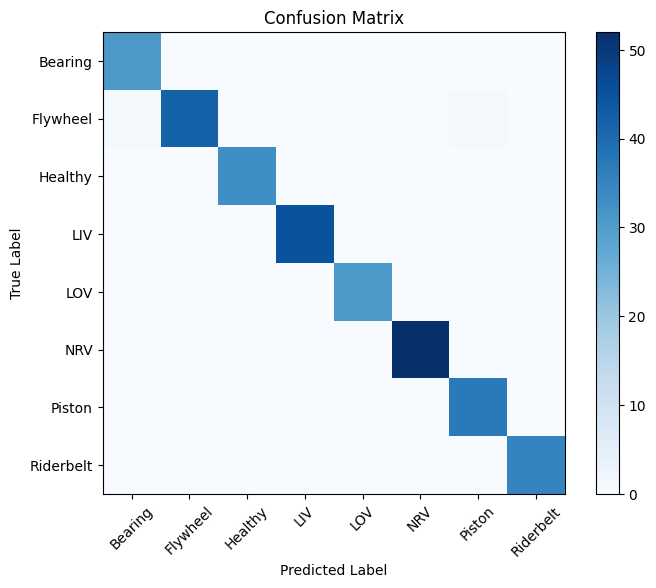 Confusion Matrix
Bearing
Flywheel
Healthy
LIV
LOV
NRV
Piston
Riderbelt
True Label
Bearing
Flywheel
Healthy
LIV
LOV
NRV
Piston
Riderbelt
Predicted Label
50
40
30
20
10
0